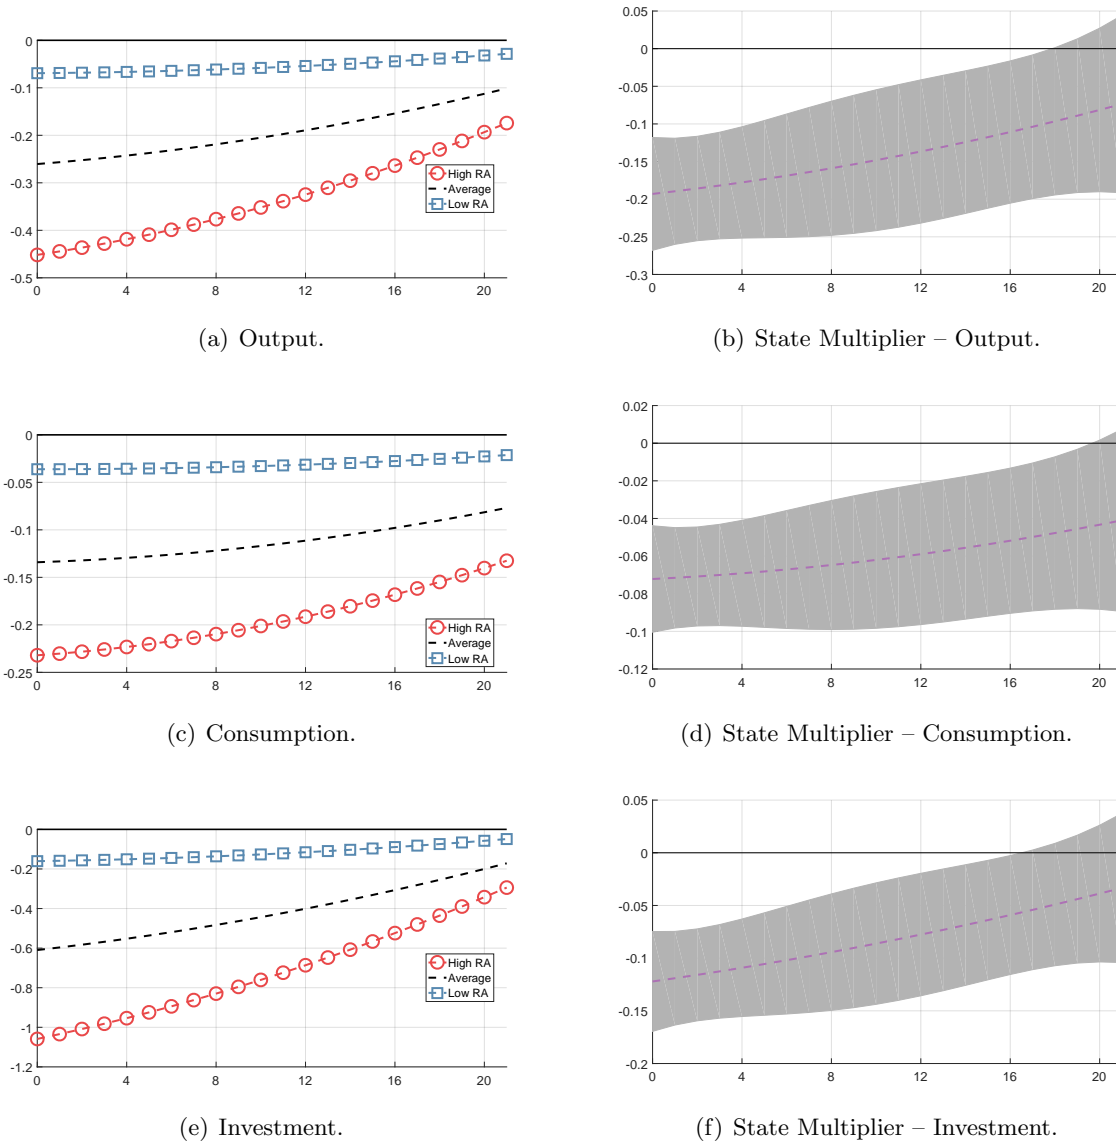 0
-0.1
-0.2
-0.3
-0.4
-0.5
0 4 8 12 16 20
High RA
Average
Low RA
(a) Output.
0.05
0
-0.05
-0.1
-0.15
-0.2
-0.25
-0.3
0 4 8 12 16 20
(b) State Multiplier – Output.
0
-0.05
-0.1
-0.15
-0.2
-0.25
0 4 8 12 16 20
High RA
Average
Low RA
(c) Consumption.
0.02
0
-0.02
-0.04
-0.06
-0.08
-0.1
-0.12
0 4 8 12 16 20
(d) State Multiplier – Consumption.
0
-0.2
-0.4
-0.6
-0.8
-1
-1.2
0 4 8 12 16 20
High RA
Average
Low RA
(e) Investment.
0.05
0
-0.05
-0.1
-0.15
-0.2
0 4 8 12 16 20
(f) State Multiplier – Investment.